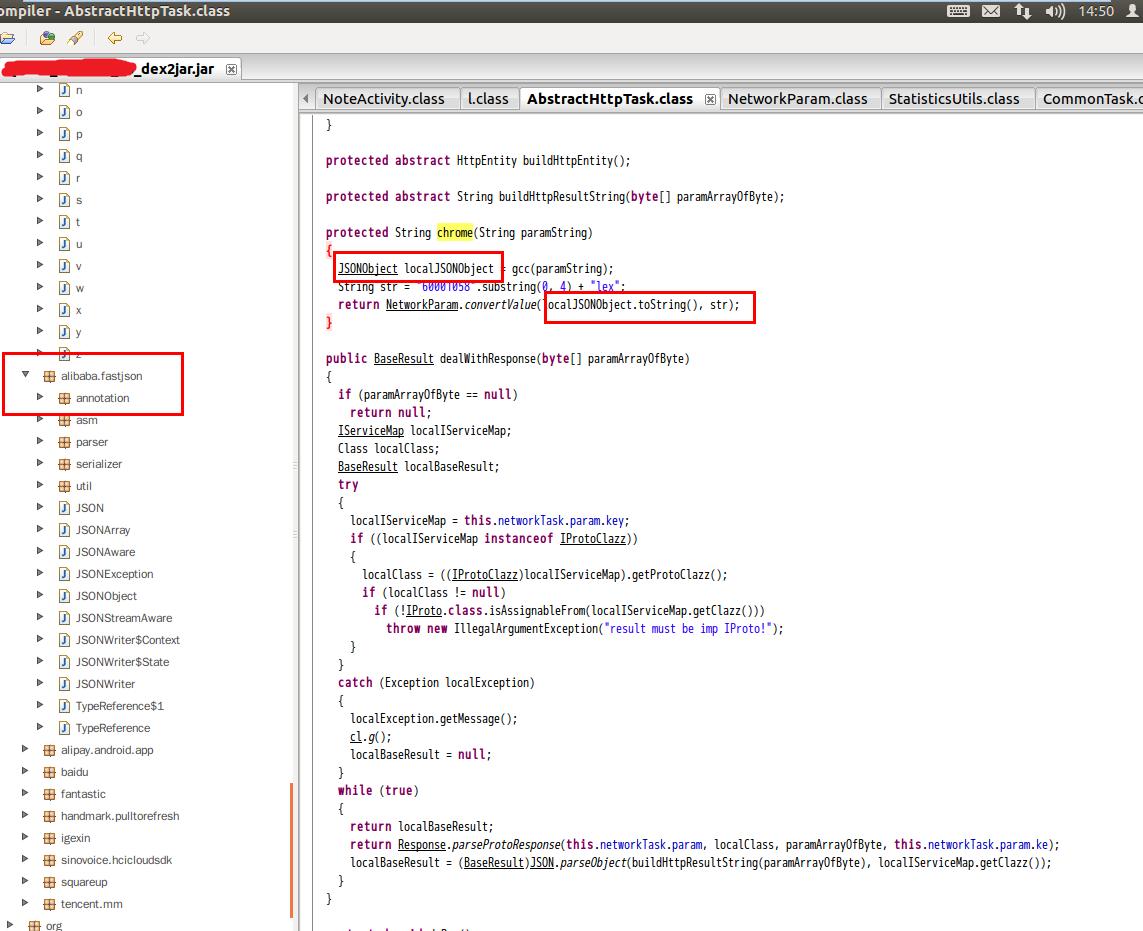 ompiler - AbstractHttpTask.class
14:50
_dex2jar.jar
n
o
p
q
r
s
t
u
v
w
x
y
z
alibaba.fastjson
annotation
asm
parser
serializer
util
JSON
JSONArray
JSONAware
JSONException
JSONObject
JSONStreamAware
JSONWriter$Context
JSONWriter$State
JSONWriter
TypeReference$1
TypeReference
alipay.android.app
baidu
fantastic
handmark.pulltorefresh
igexin
sinovoice.hcicloudsdk
squareup
tencent.mm
org
NoteActivity.class l.class AbstractHttpTask.class NetworkParam.class StatisticsUtils.class CommonTask.c
}
protected abstract HttpEntity buildHttpEntity();
protected abstract String buildHttpResultString(byte[] paramArrayOfByte);
protected String chrome(String paramString)
{
JSONObject localJSONObject = gcc(paramString);
String str = "60001058".substring(0, 4) + "lex";
return NetworkParam.convertValue(localJSONObject.toString(), str);
}
public BaseResult dealWithResponse(byte[] paramArrayOfByte)
{
if (paramArrayOfByte == null)
return null;
IServiceMap localIServiceMap;
Class localClass;
BaseResult localBaseResult;
try
{
localIServiceMap = this.networkTask.param.key;
if ((localIServiceMap instanceof IProtoClazz))
{
localClass = ((IProtoClazz)localIServiceMap).getProtoClazz();
if (localClass != null)
if (!IProto.class.isAssignableFrom(localIServiceMap.getClazz()))
throw new IllegalArgumentException("result must be imp IProto!");
}
}
catch (Exception localException)
{
localException.getMessage();
cl.g();
localBaseResult = null;
}
while (true)
{
return localBaseResult;
return Response.parseProtoResponse(this.networkTask.param, localClass, paramArrayOfByte, this.networkTask.param.ke);
localBaseResult = (BaseResult)JSON.parseObject(buildHttpResultString(paramArrayOfByte), localIServiceMap.getClazz());
}
}